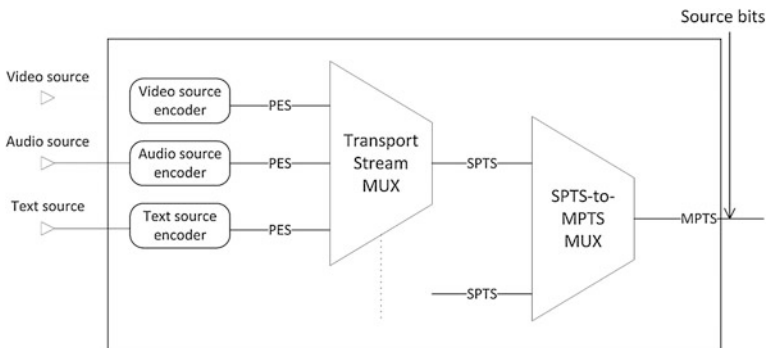 Source bits
Video source
Video source
encoder
PES
Audio source
Audio source
encoder
PES
Text source
Text source
encoder
PES
Transport
Stream
MUX
SPTS
SPTS
SPTS-to-
MPTS
MUX
MPTS